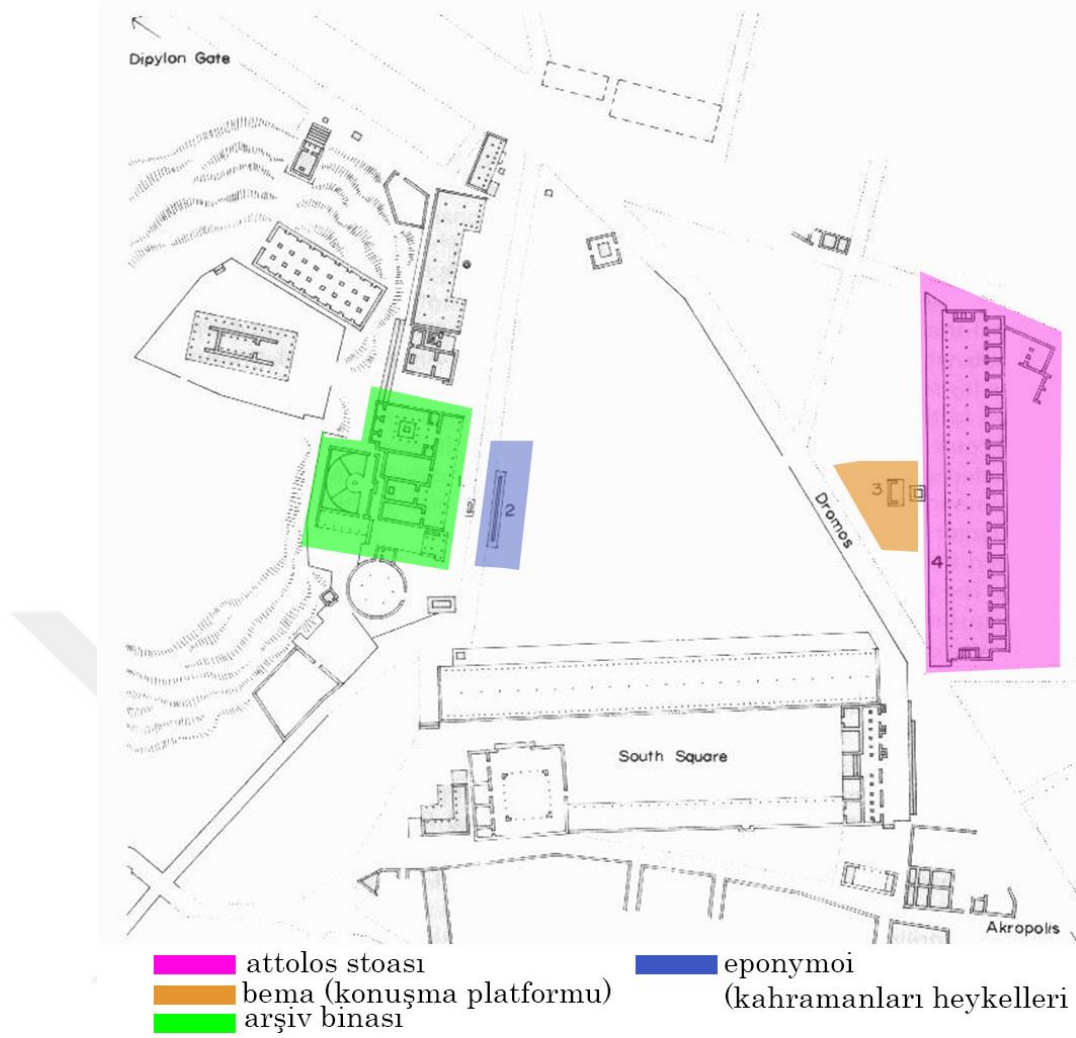 Dipylon Gate
2
3
Dromos
4
South Square
Akropolis
attolos stoası
bema (konuşma platformu)
arşiv binası
eponymoi
(kahramanları heykelleri